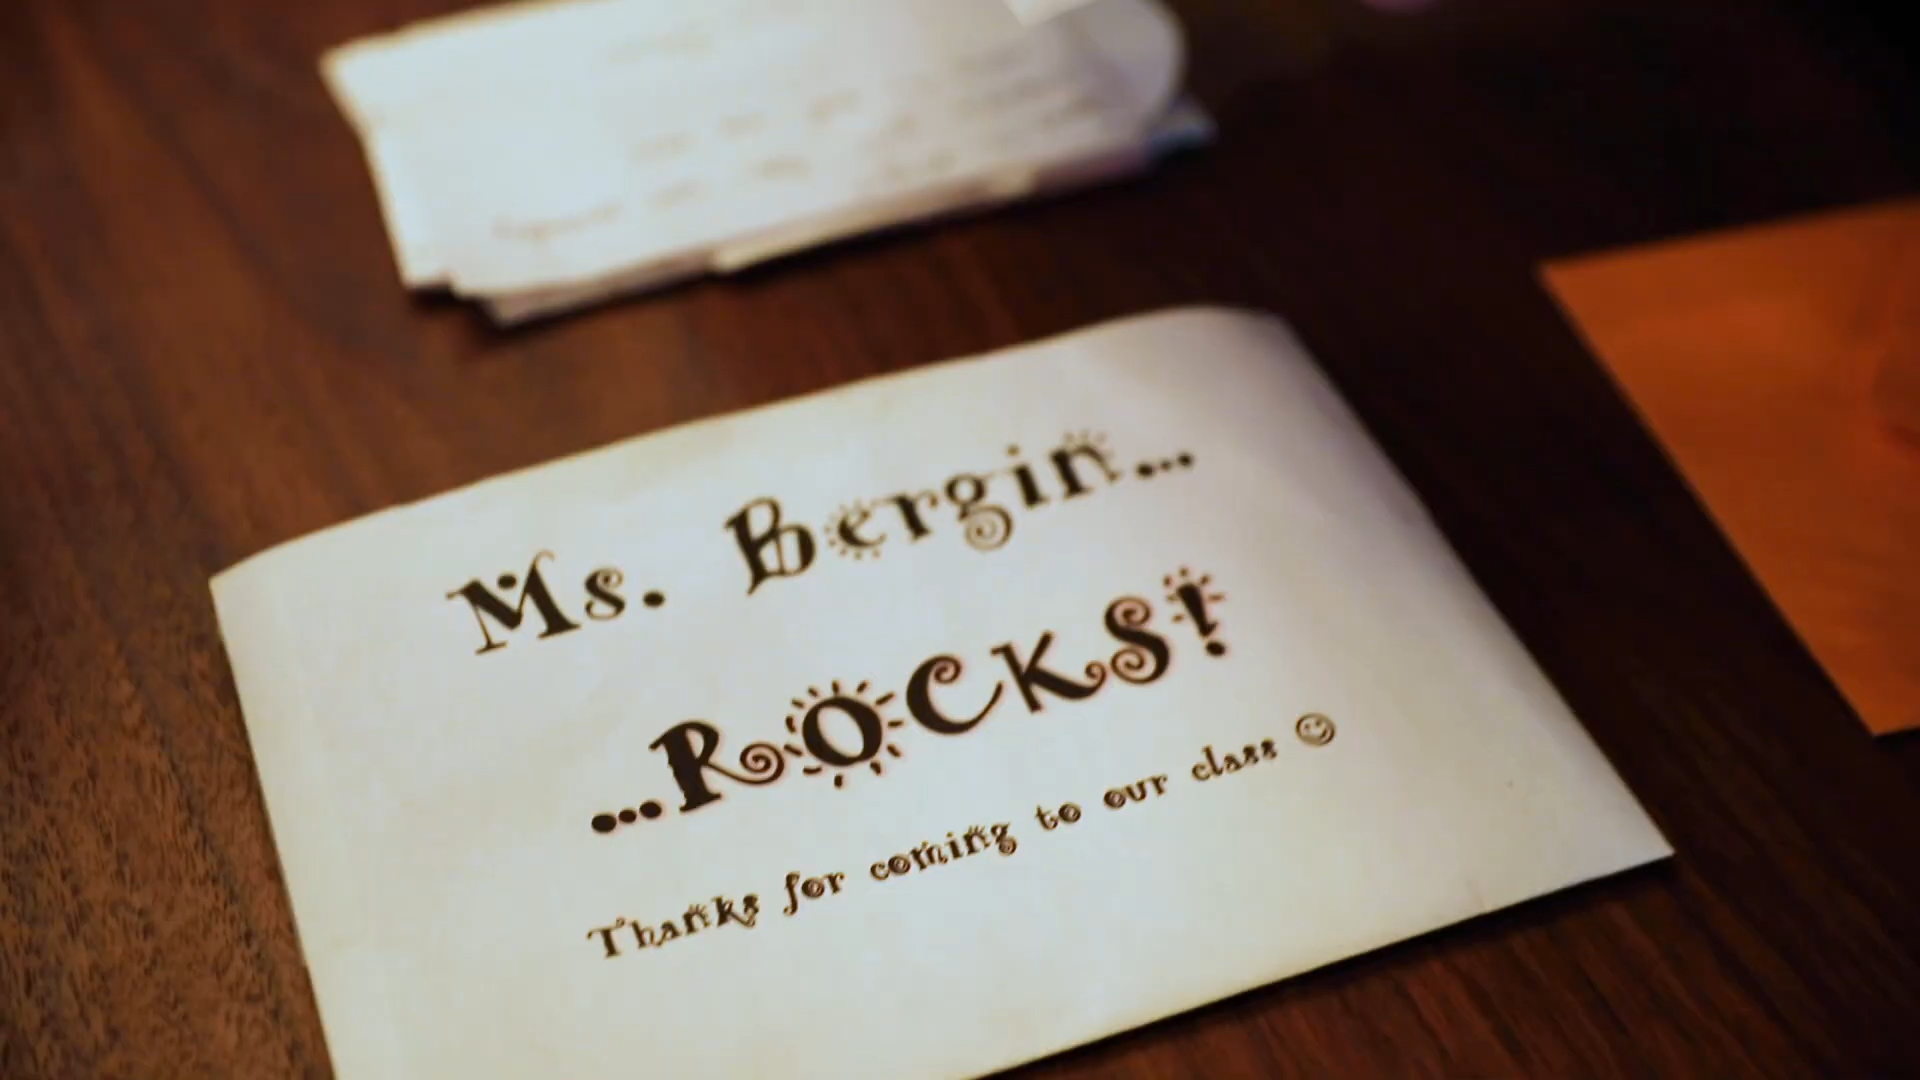 Ms. Bergin...
...ROCKS!
Thanks for coming to our class ☺